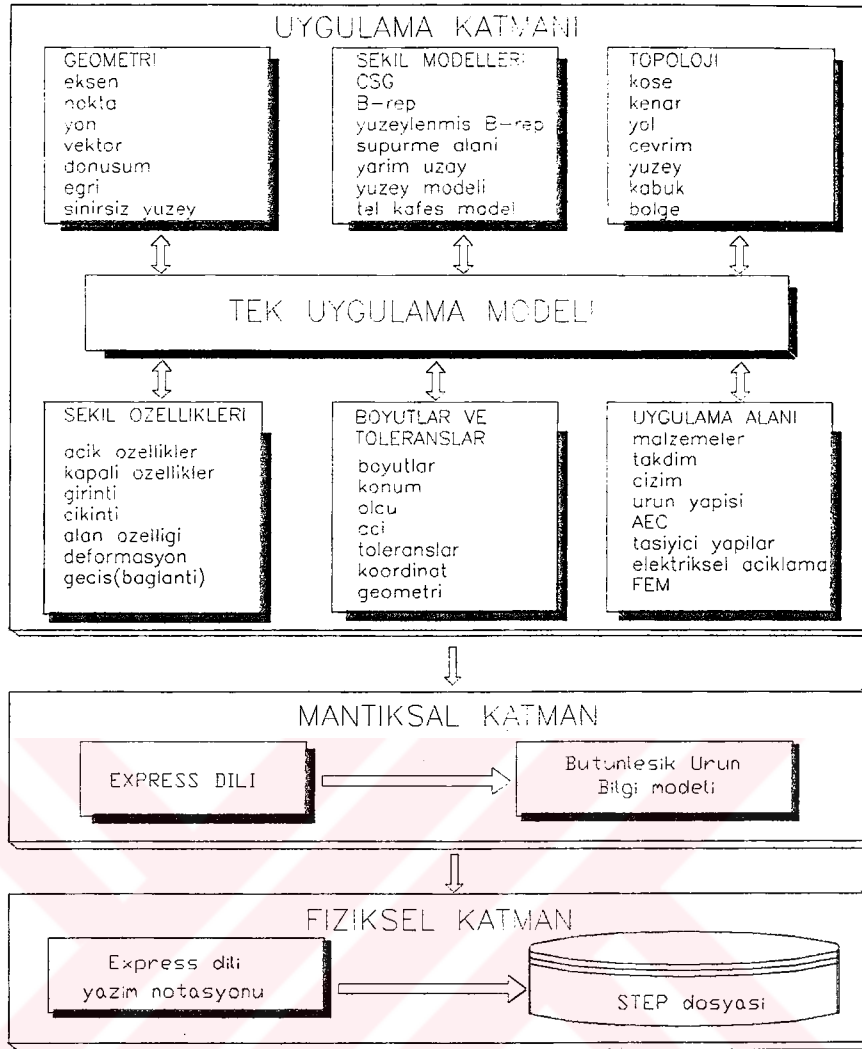 UYGULAMA KATMANI
GEOMETRI
eksen
nokta
yon
vektor
donusum
egri
sinirsiz yuzey
SEKIL MODELLERI
CSG
B-rep
yuzeylenmis B-rep
supurme alani
yarim uzay
yuzey modeli
tel kafes model
TOPOLOJI
kose
kenar
yol
cevrim
yuzey
kabuk
bolge
TEK UYGULAMA MODELI
SEKIL OZELLIKLERI
acik ozellikler
kapali ozellikler
girinti
cikinti
alan ozelligi
deformasyon
gecis(baglanti)
BOYUTLAR VE
TOLERANSLAR
boyutlar
konum
olcu
aci
toleranslar
koordinat
geometri
UYGULAMA ALANI
malzemeler
takdim
cizim
urun yapisi
AEC
tasiyici yapilar
elektriksel aciklama
FEM
MANTIKSAL KATMAN
EXPRESS DILI
Butunlesik Urun
Bilgi modeli
FIZIKSEL KATMAN
Express dili
yazim notasyonu
STEP dosyasi